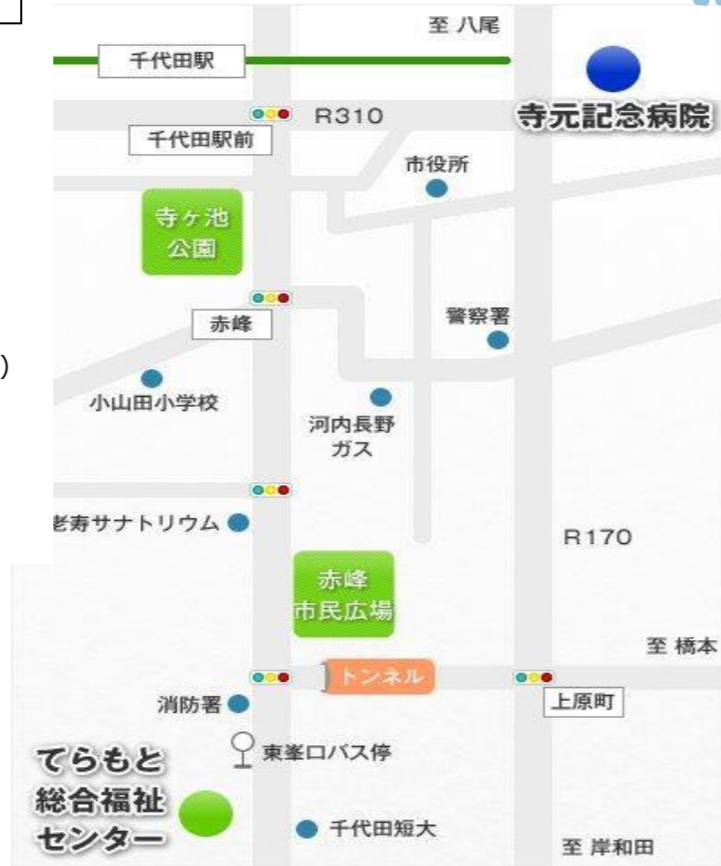 至 八尾
千代田駅
R310
寺元記念病院
千代田駅前
市役所
寺ヶ池
公園
赤峰
警察署
)
小山田小学校
河内長野
ガス
老寿サナトリウム
R170
赤峰
市民広場
至 橋本
トンネル
消防署
上原町
東峯口バス停
てらもと
総合福祉
センター
千代田短大
至 岸和田